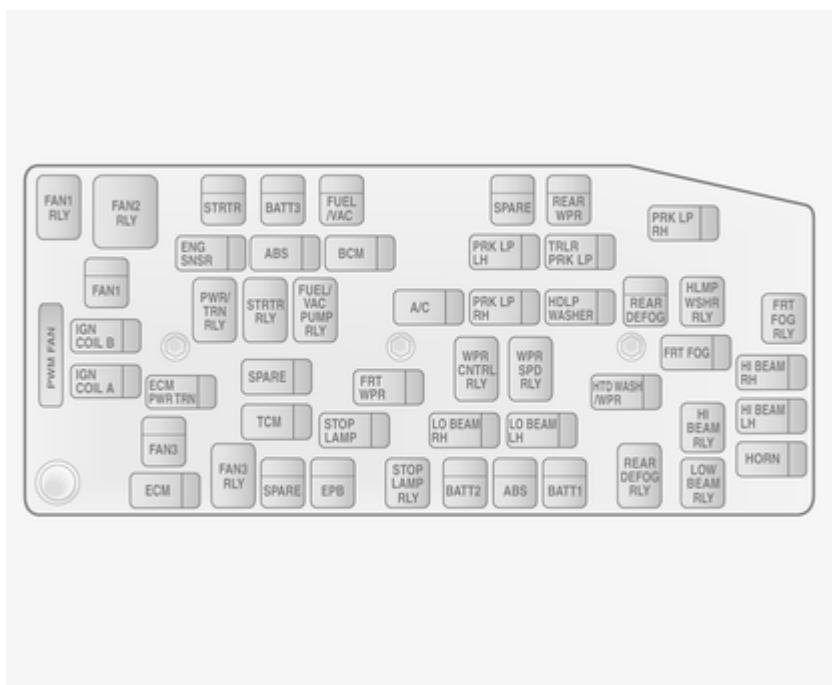 FAN1
RLY
FAN2
RLY
STRTR
BATT3
FUEL
/VAC
SPARE
REAR
WPR
PRK LP
RH
ENG
SNSR
ABS
BCM
PRK LP
LH
TRLR
PRK LP
FAN1
PWR/
TRN
RLY
STRTR
RLY
FUEL/
VAC
PUMP
RLY
A/C
PRK LP
RH
HDLP
WASHER
REAR
DEFOG
HLMP
WSHR
RLY
FRT
FOG
RLY
PWM FAN
IGN
COIL B
IGN
COIL A
ECM
PWR TRN
SPARE
FRT
WPR
WPR
CNTRL
RLY
WPR
SPD
RLY
FRT FOG
HTD WASH
/WPR
HI BEAM
RH
HI BEAM
LH
FAN3
TCM
STOP
LAMP
LO BEAM
RH
LO BEAM
LH
HI
BEAM
RLY
HORN
ECM
FAN3
RLY
SPARE
EPB
STOP
LAMP
RLY
BATT2
ABS
BATT1
REAR
DEFOG
RLY
LOW
BEAM
RLY